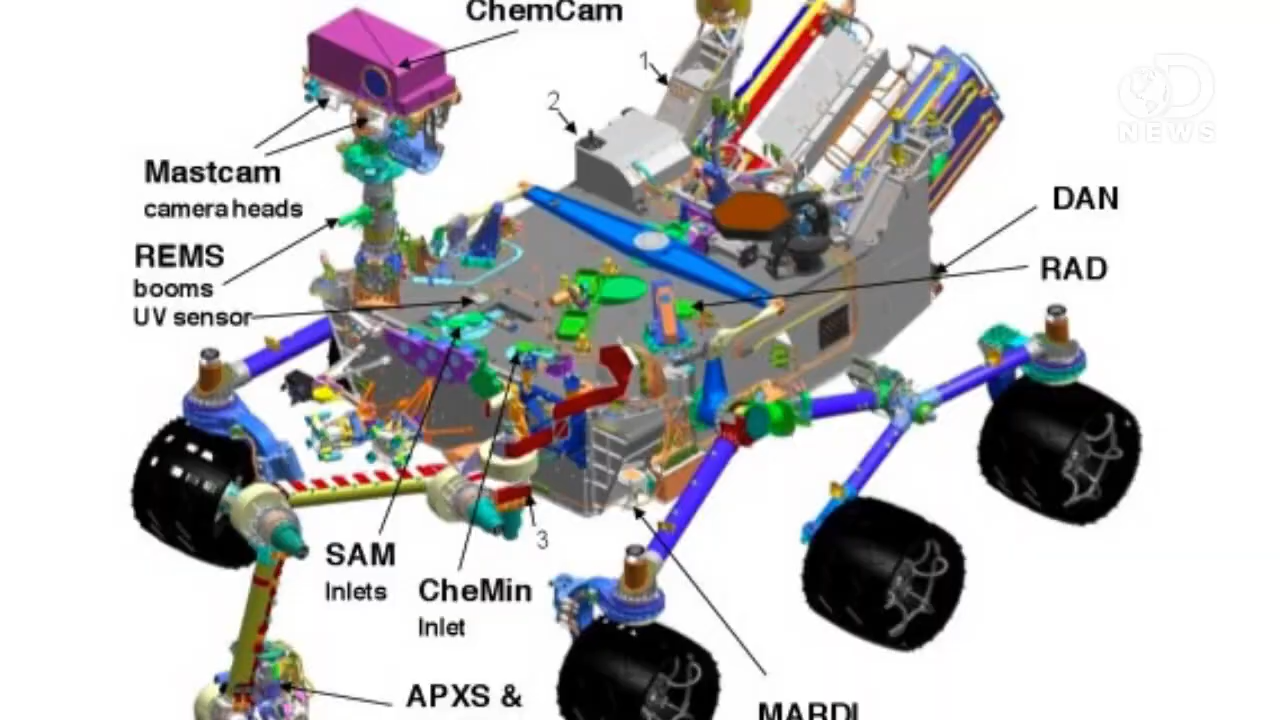 ChemCam
1
2
Mastcam
camera heads
REMS
booms
UV sensor
DAN
RAD
D
NEWS
3
SAM
Inlets
CheMin
Inlet
APXS &
MARDI